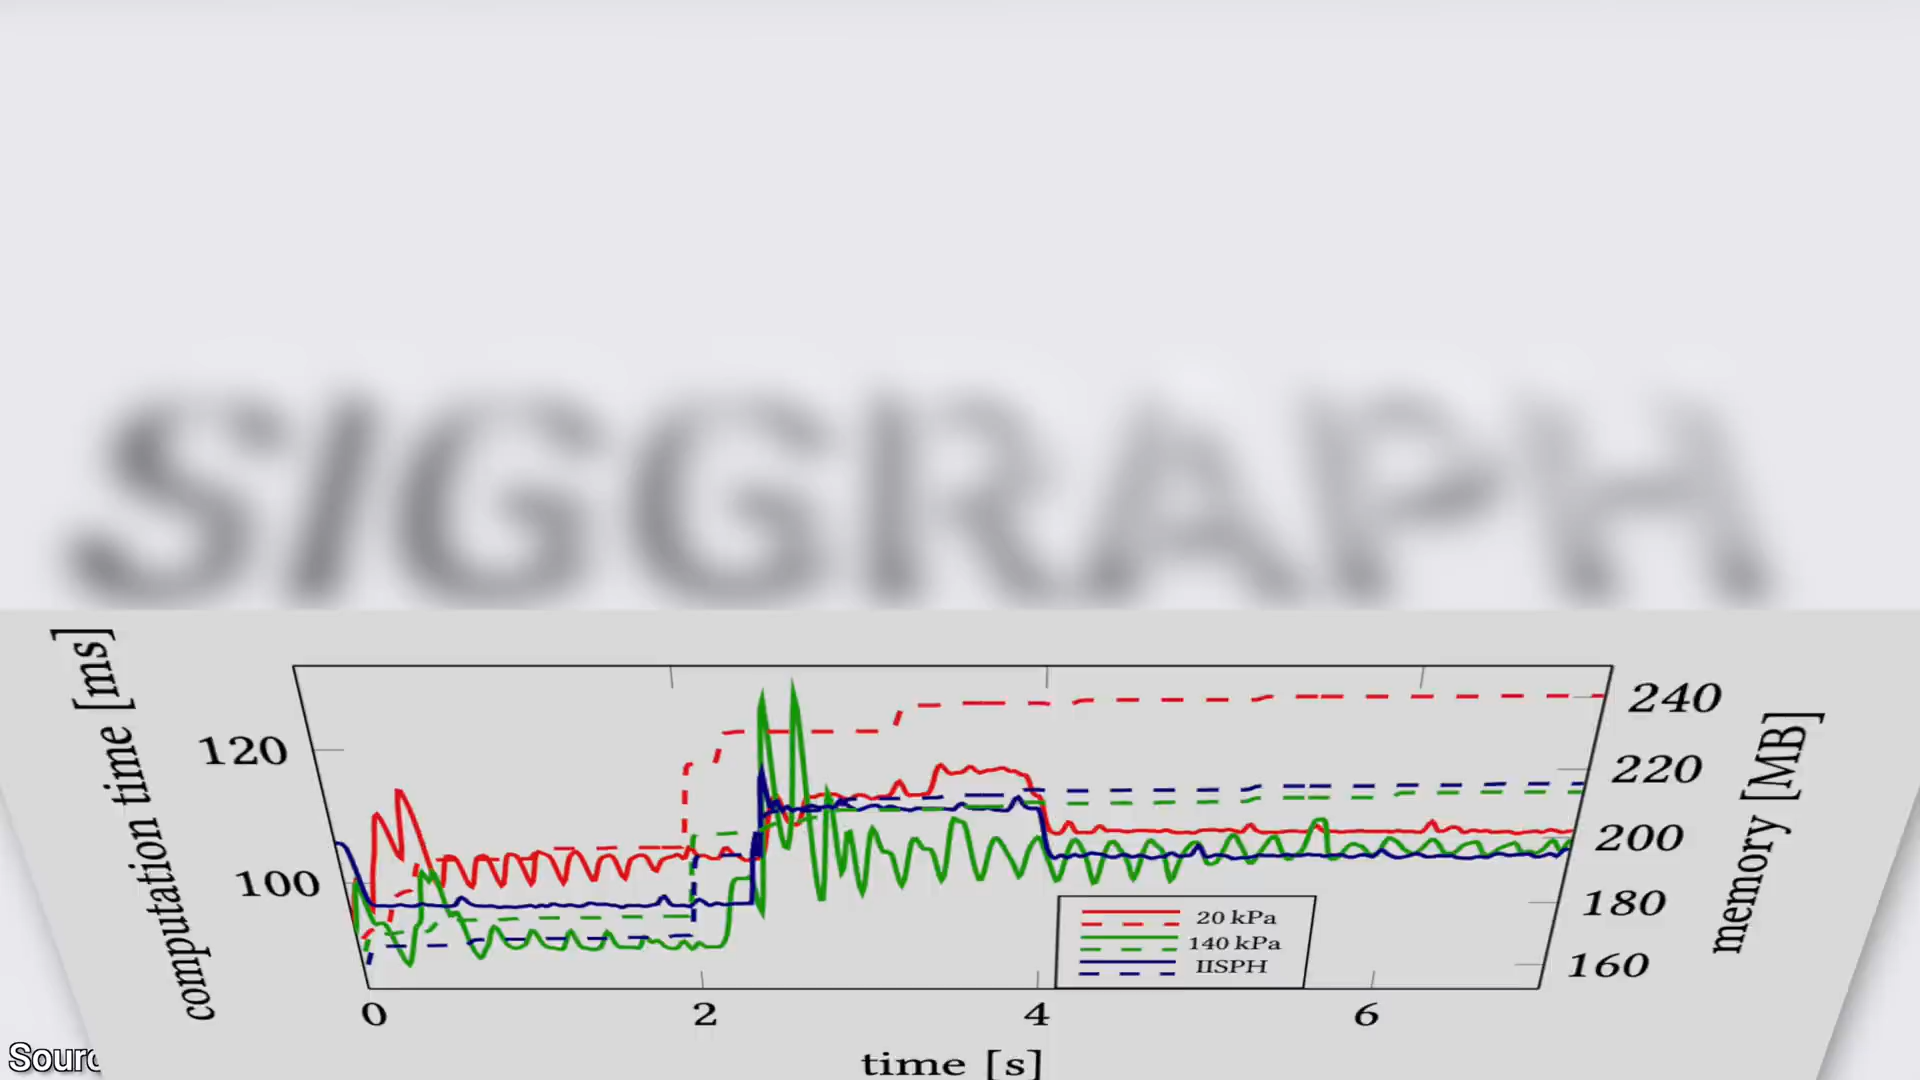 SIGGRAPH
computation time [ms]
120
100
240
220
200
180
160
memory [MB]
20 kPa
140 kPa
IISPH
0 2 4 6
time [s]